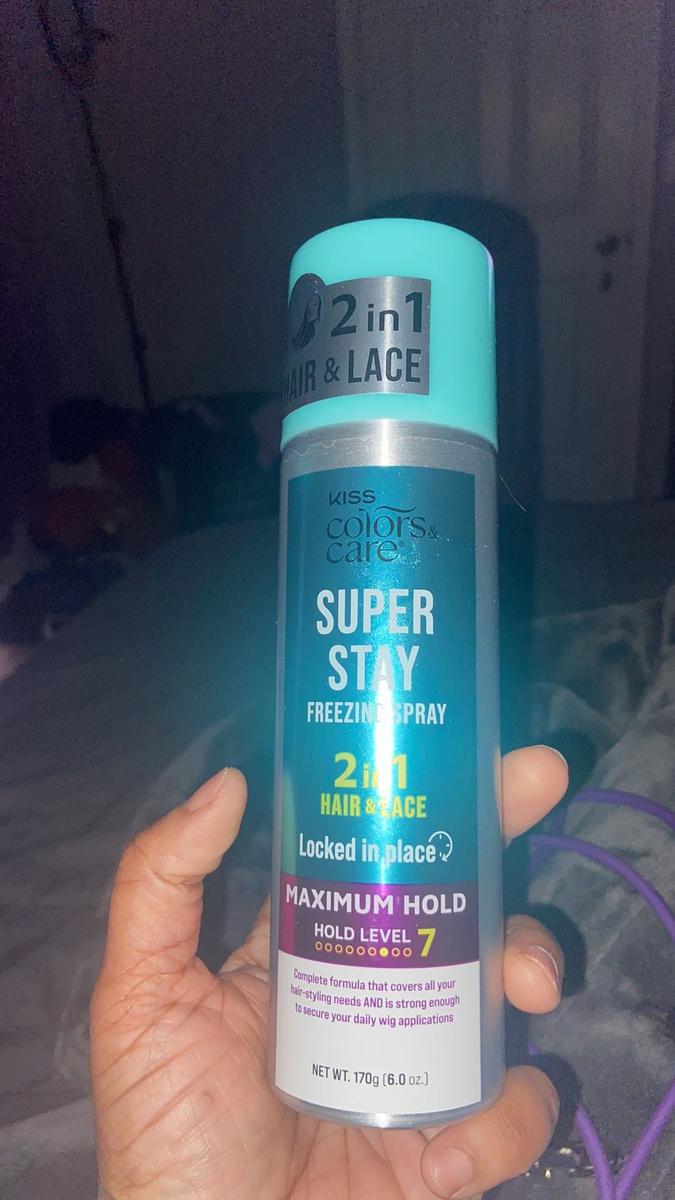 2 in 1
HAIR & LACE
KISS
colors &
care®
SUPER
STAY
FREEZING SPRAY
2 in 1
HAIR & LACE
Locked in place
MAXIMUM HOLD
HOLD LEVEL 7
Complete formula that covers all your
hair-styling needs AND is strong enough
to secure your daily wig applications
NET WT. 170g (6.0 oz.)